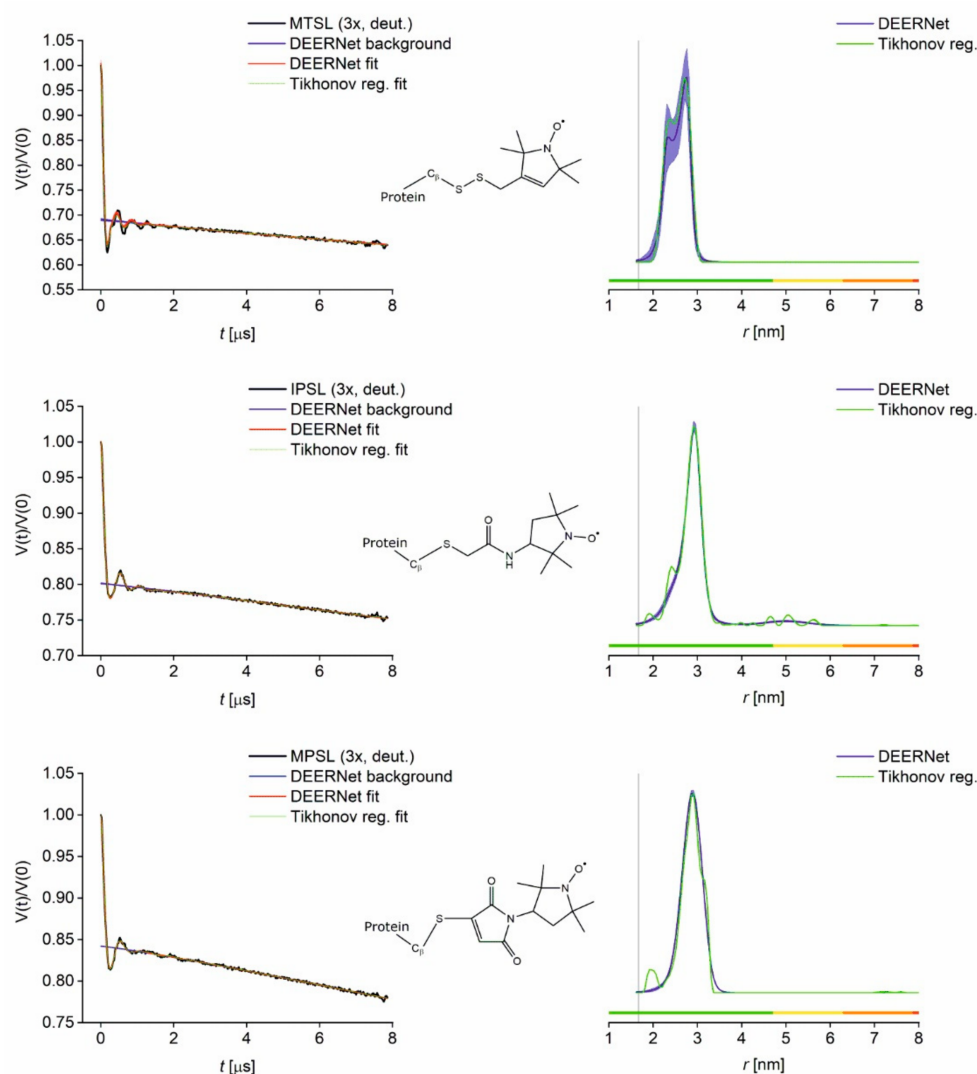 MTSL (3x, deut.)
DEERNet background
DEERNet fit
Tikhonov reg. fit
V(t)/V(0)
1.05
1.00
0.95
0.90
0.85
0.80
0.75
0.70
0.65
0.60
0.55
0 2 4 6 8
t [μs]
Protein
Cβ
S
S
N
O•
DEERNet
Tikhonov reg.
1 2 3 4 5 6 7 8
r [nm]
IPSL (3x, deut.)
DEERNet background
DEERNet fit
Tikhonov reg. fit
V(t)/V(0)
1.05
1.00
0.95
0.90
0.85
0.80
0.75
0.70
0 2 4 6 8
t [μs]
Protein
Cβ
S
O
N
H
N
O•
DEERNet
Tikhonov reg.
1 2 3 4 5 6 7 8
r [nm]
MPSL (3x, deut.)
DEERNet background
DEERNet fit
Tikhonov reg. fit
V(t)/V(0)
1.05
1.00
0.95
0.90
0.85
0.80
0.75
0 2 4 6 8
t [μs]
Protein
Cβ
S
O
N
O
N
O•
DEERNet
Tikhonov reg.
1 2 3 4 5 6 7 8
r [nm]